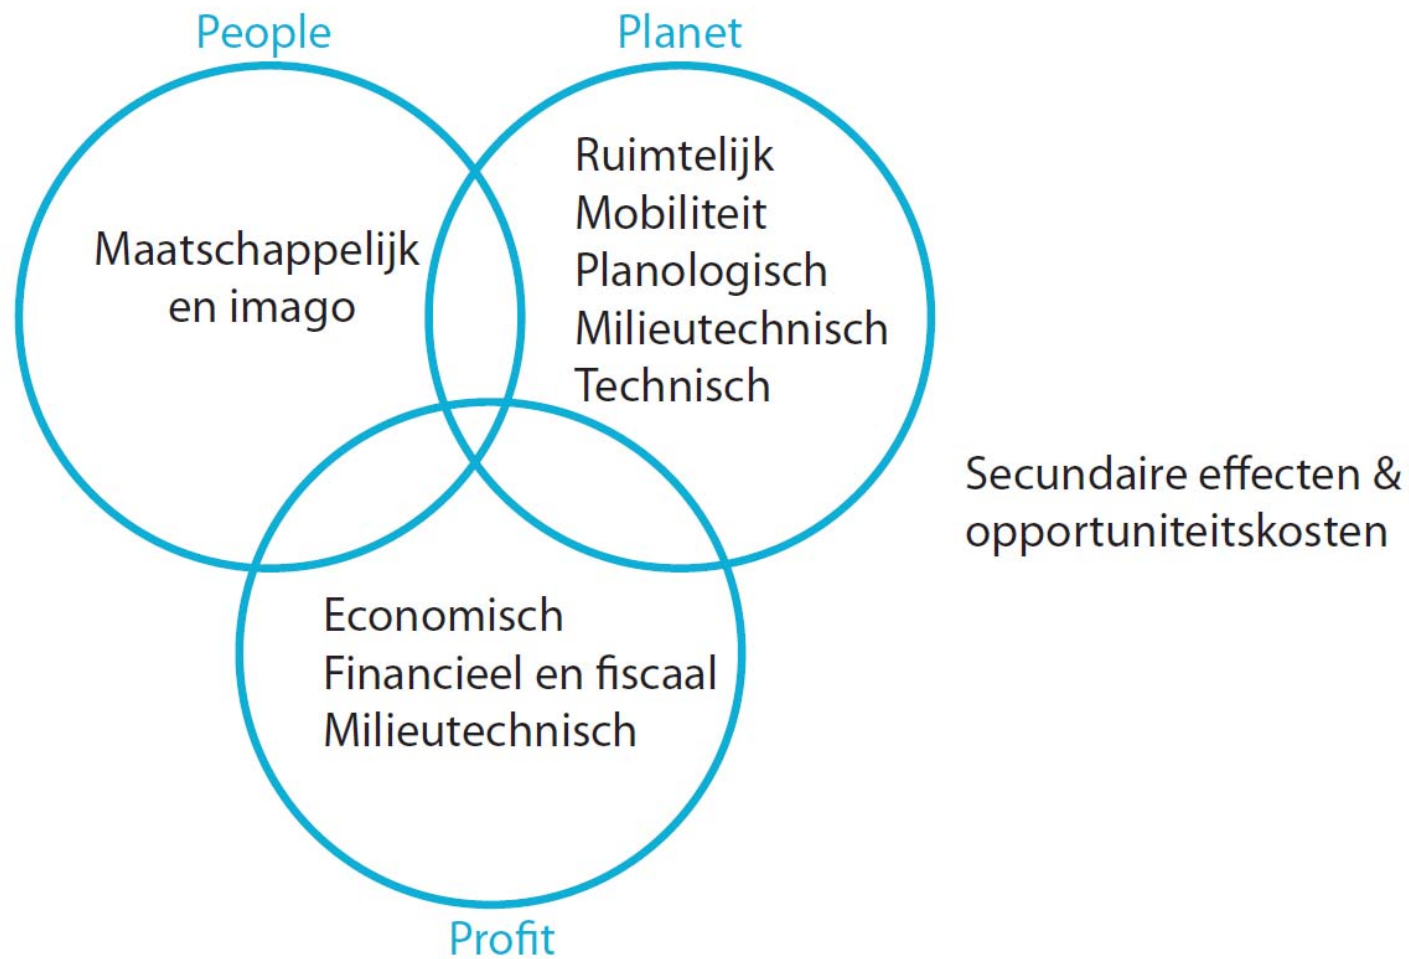 People
Planet
Maatschappelijk
en imago
Ruimtelijk
Mobiliteit
Planologisch
Milieutechnisch
Technisch
Secundaire effecten &
opportuniteitskosten
Economisch
Financieel en fiscaal
Milieutechnisch
Profit